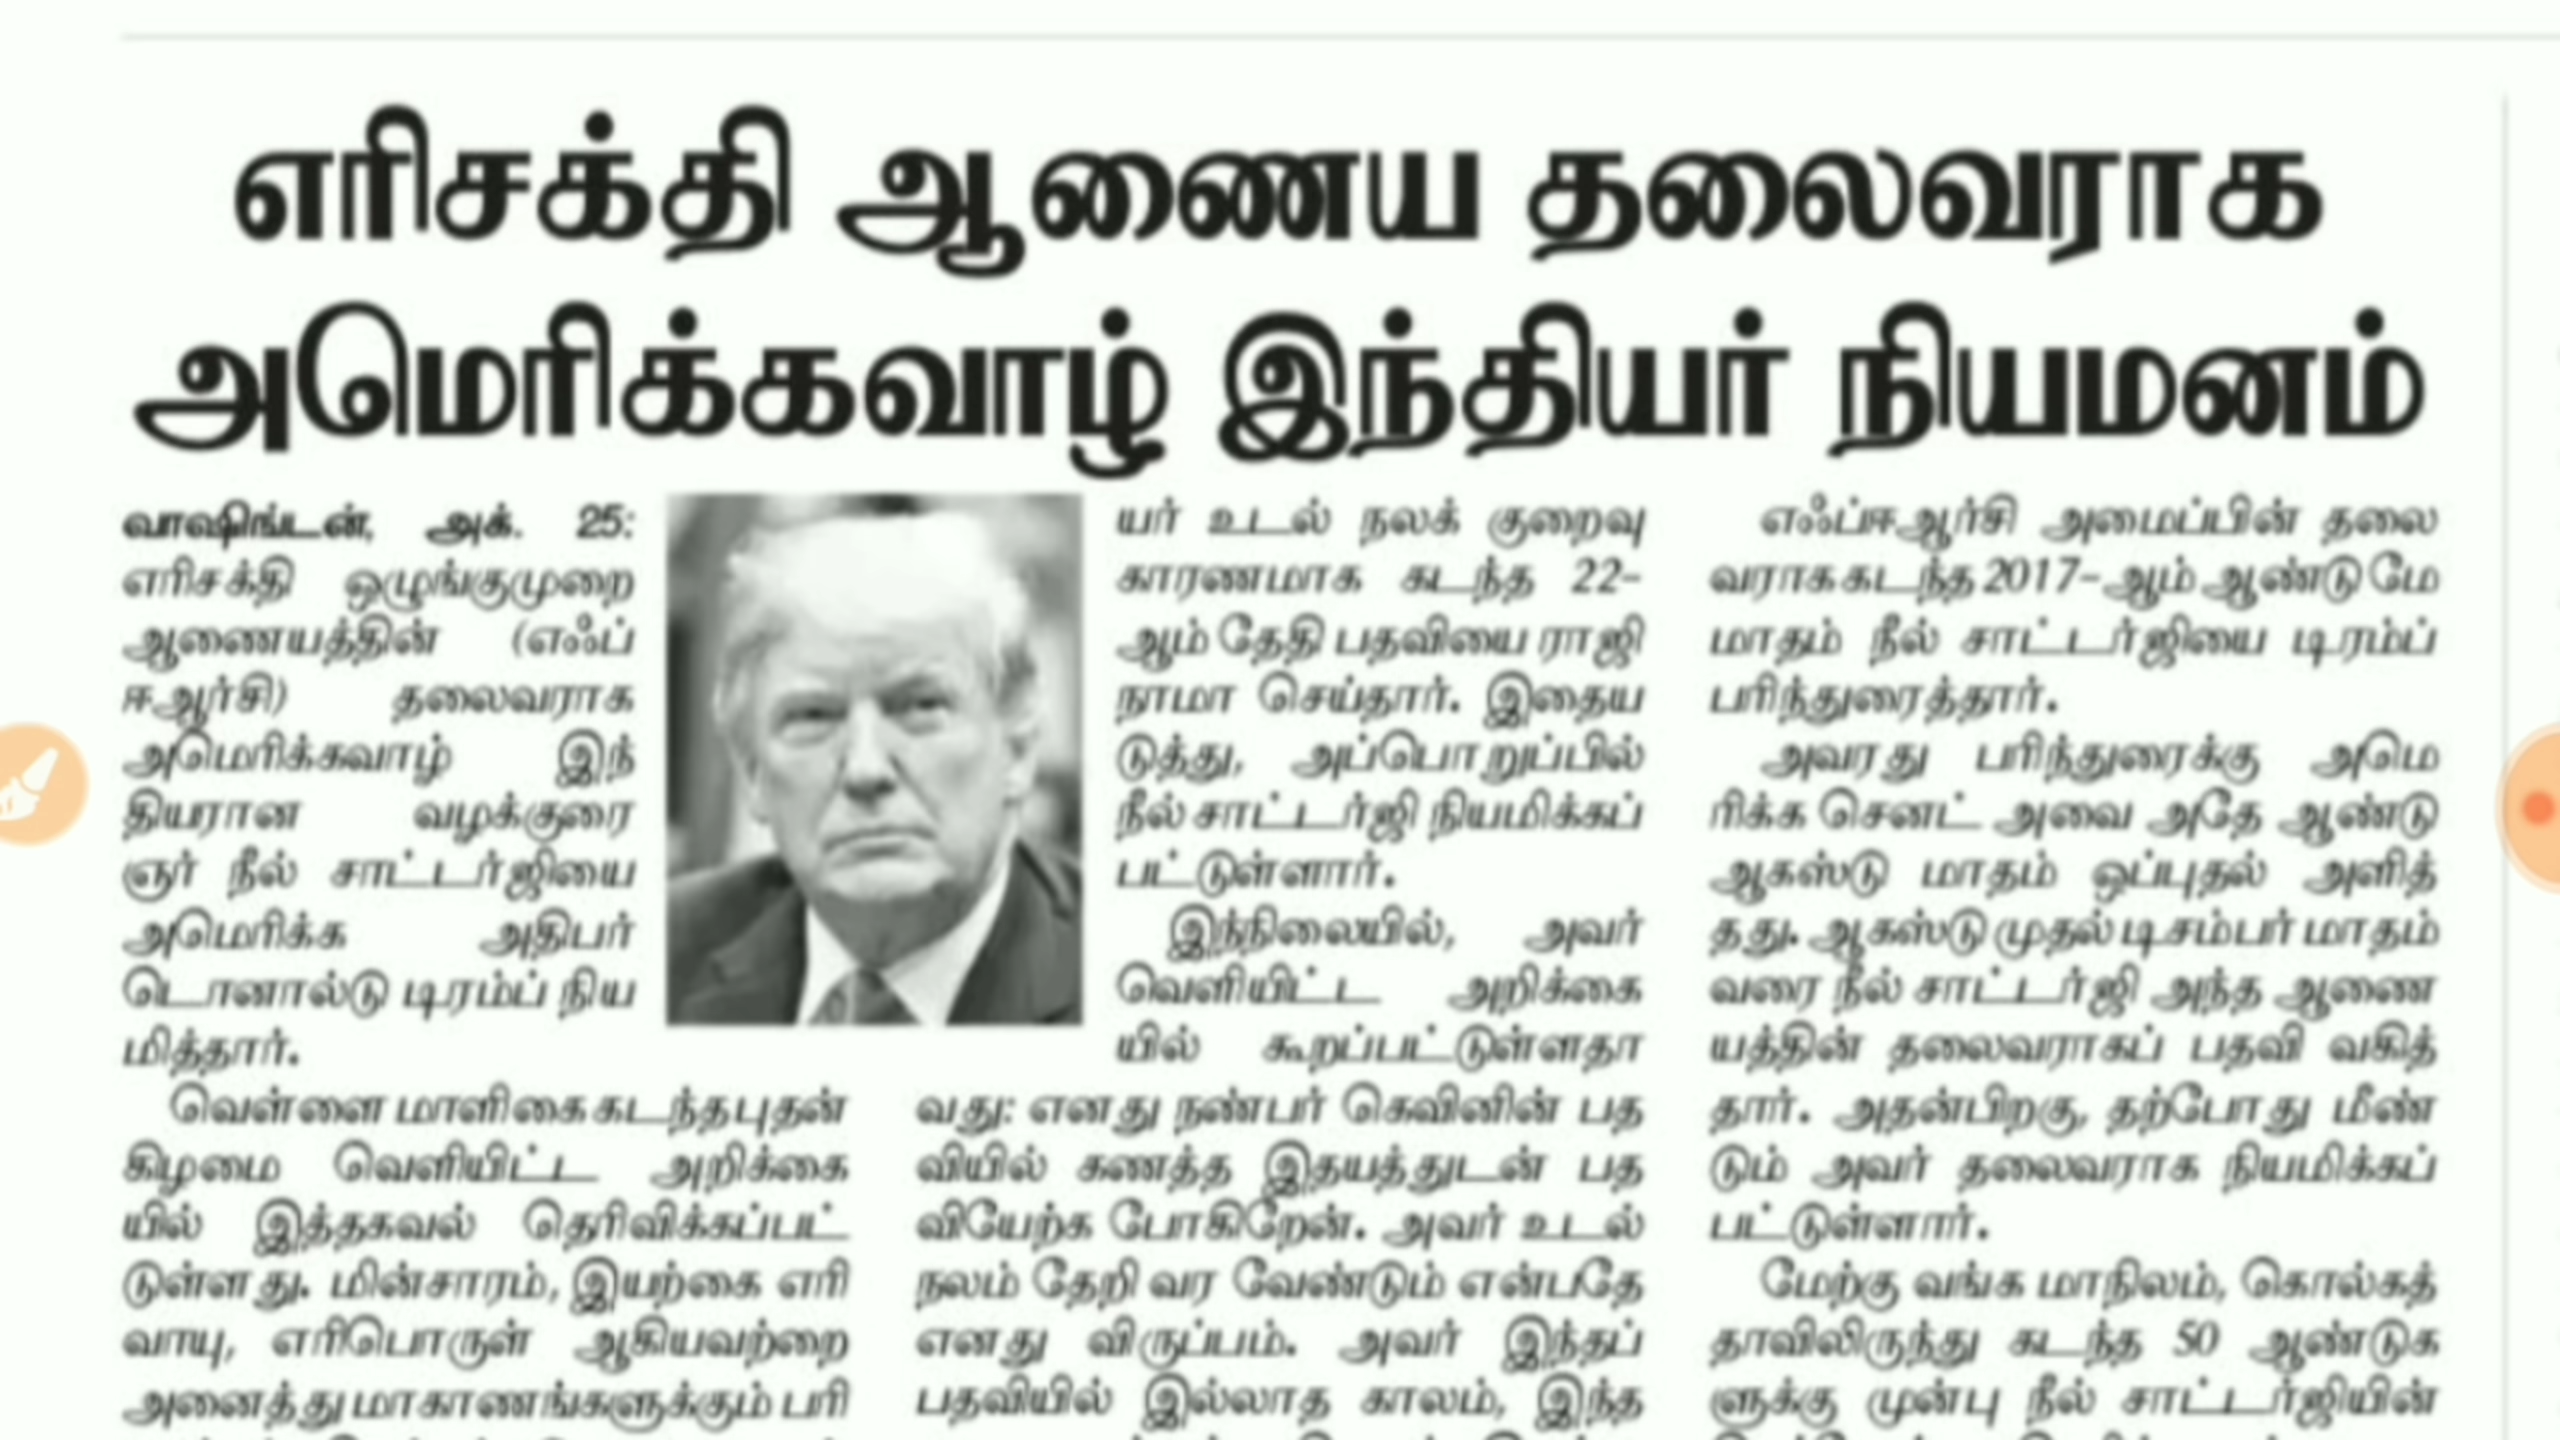 எரிசக்தி ஆணைய தலைவராக
அமெரிக்கவாழ் இந்தியர் நியமனம்
வாஷிங்டன், அக். 25:
எரிசக்தி ஒழுங்குமுறை
ஆணையத்தின் (எஃப்
ஈஆர்சி) தலைவராக
அமெரிக்கவாழ் இந்
தியரான வழக்குரை
ஞர் நீல் சாட்டர்ஜியை
அமெரிக்க அதிபர்
டொனால்டு டிரம்ப் நிய
மித்தார்.
வெள்ளை மாளிகை கடந்த புதன்
கிழமை வெளியிட்ட அறிக்கை
யில் இத்தகவல் தெரிவிக்கப்பட்
டுள்ளது. மின்சாரம், இயற்கை எரி
வாயு, எரிபொருள் ஆகியவற்றை
அனைத்து மாகாணங்களுக்கும் பரி
யர் உடல் நலக் குறைவு
காரணமாக கடந்த 22-
ஆம் தேதி பதவியை ராஜி
நாமா செய்தார். இதைய
டுத்து, அப்பொறுப்பில்
நீல் சாட்டர்ஜி நியமிக்கப்
பட்டுள்ளார்.
இந்நிலையில், அவர்
வெளியிட்ட அறிக்கை
யில் கூறப்பட்டுள்ளதா
வது: எனது நண்பர் கெவினின் பத
வியில் கணத்த இதயத்துடன் பத
வியேற்க போகிறேன். அவர் உடல்
நலம் தேறி வர வேண்டும் என்பதே
எனது விருப்பம். அவர் இந்தப்
பதவியில் இல்லாத காலம், இந்த
எஃப்ஈஆர்சி அமைப்பின் தலை
வராக கடந்த 2017-ஆம் ஆண்டு மே
மாதம் நீல் சாட்டர்ஜியை டிரம்ப்
பரிந்துரைத்தார்.
அவரது பரிந்துரைக்கு அமெ
ரிக்க செனட் அவை அதே ஆண்டு
ஆகஸ்டு மாதம் ஒப்புதல் அளித்
தது. ஆகஸ்டு முதல் டிசம்பர் மாதம்
வரை நீல் சாட்டர்ஜி அந்த ஆணை
யத்தின் தலைவராகப் பதவி வகித்
தார். அதன்பிறகு, தற்போது மீண்
டும் அவர் தலைவராக நியமிக்கப்
பட்டுள்ளார்.
மேற்கு வங்க மாநிலம், கொல்கத்
தாவிலிருந்து கடந்த 50 ஆண்டுக
ளுக்கு முன்பு நீல் சாட்டர்ஜியின்